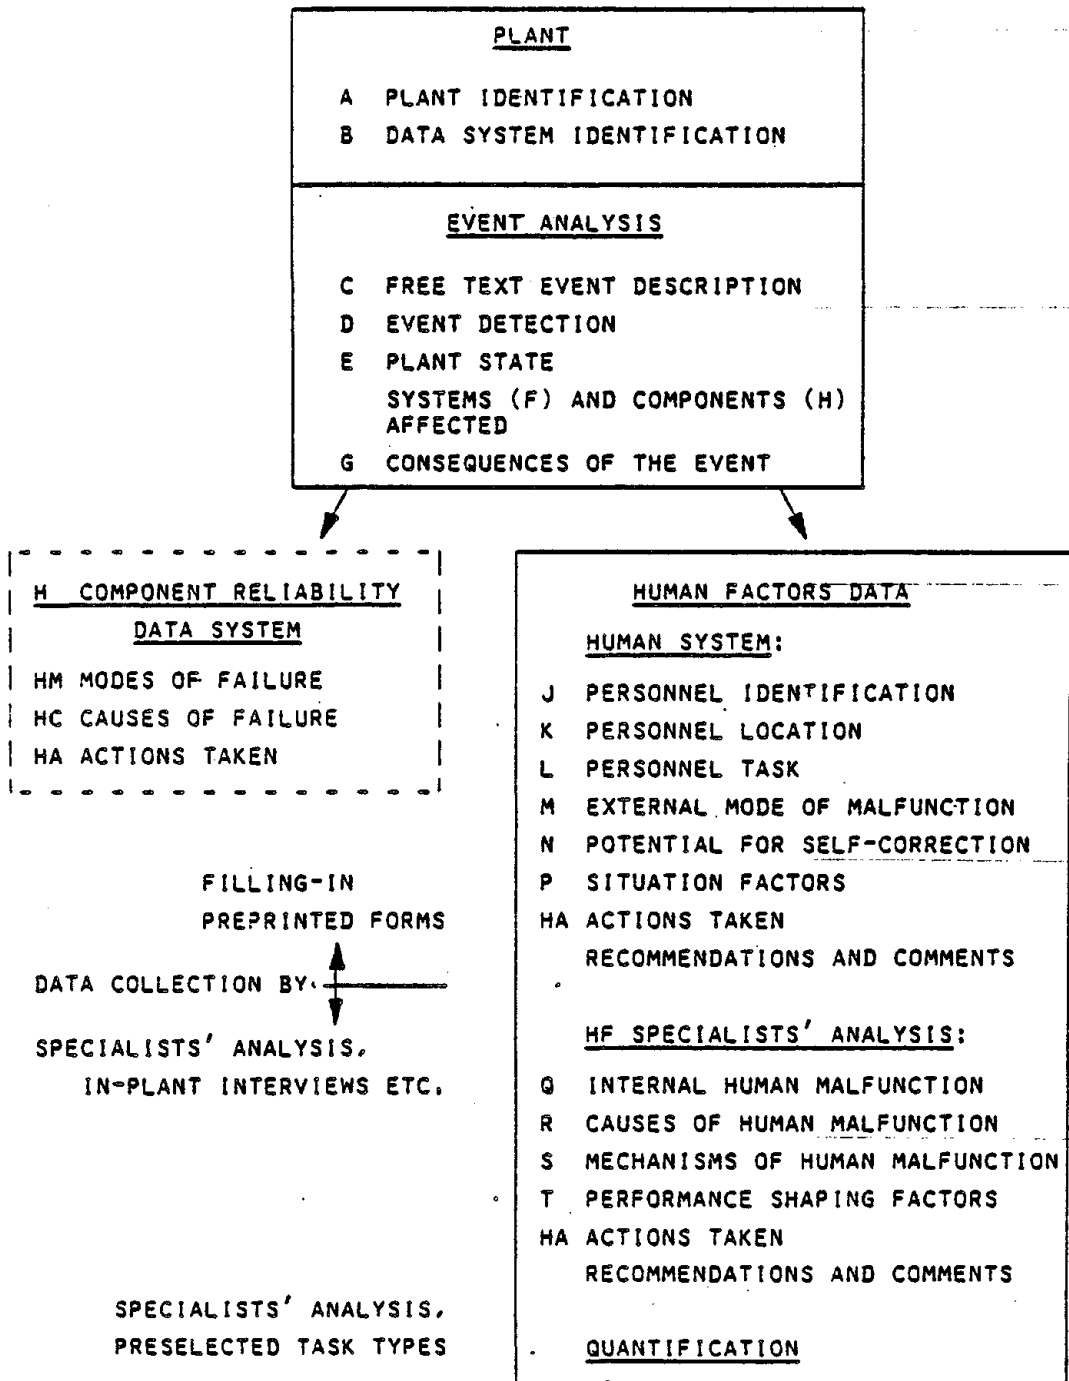 PLANT
A PLANT IDENTIFICATION
B DATA SYSTEM IDENTIFICATION
EVENT ANALYSIS
C FREE TEXT EVENT DESCRIPTION
D EVENT DETECTION
E PLANT STATE
SYSTEMS (F) AND COMPONENTS (H)
AFFECTED
G CONSEQUENCES OF THE EVENT
H COMPONENT RELIABILITY
DATA SYSTEM
HM MODES OF FAILURE
HC CAUSES OF FAILURE
HA ACTIONS TAKEN
FILLING-IN
PREPRINTED FORMS
DATA COLLECTION BY
SPECIALISTS' ANALYSIS,
IN-PLANT INTERVIEWS ETC.
SPECIALISTS' ANALYSIS,
PRESELECTED TASK TYPES
HUMAN FACTORS DATA
HUMAN SYSTEM:
J PERSONNEL IDENTIFICATION
K PERSONNEL LOCATION
L PERSONNEL TASK
M EXTERNAL MODE OF MALFUNCTION
N POTENTIAL FOR SELF-CORRECTION
P SITUATION FACTORS
HA ACTIONS TAKEN
RECOMMENDATIONS AND COMMENTS
HF SPECIALISTS' ANALYSIS:
Q INTERNAL HUMAN MALFUNCTION
R CAUSES OF HUMAN MALFUNCTION
S MECHANISMS OF HUMAN MALFUNCTION
T PERFORMANCE SHAPING FACTORS
HA ACTIONS TAKEN
RECOMMENDATIONS AND COMMENTS
QUANTIFICATION